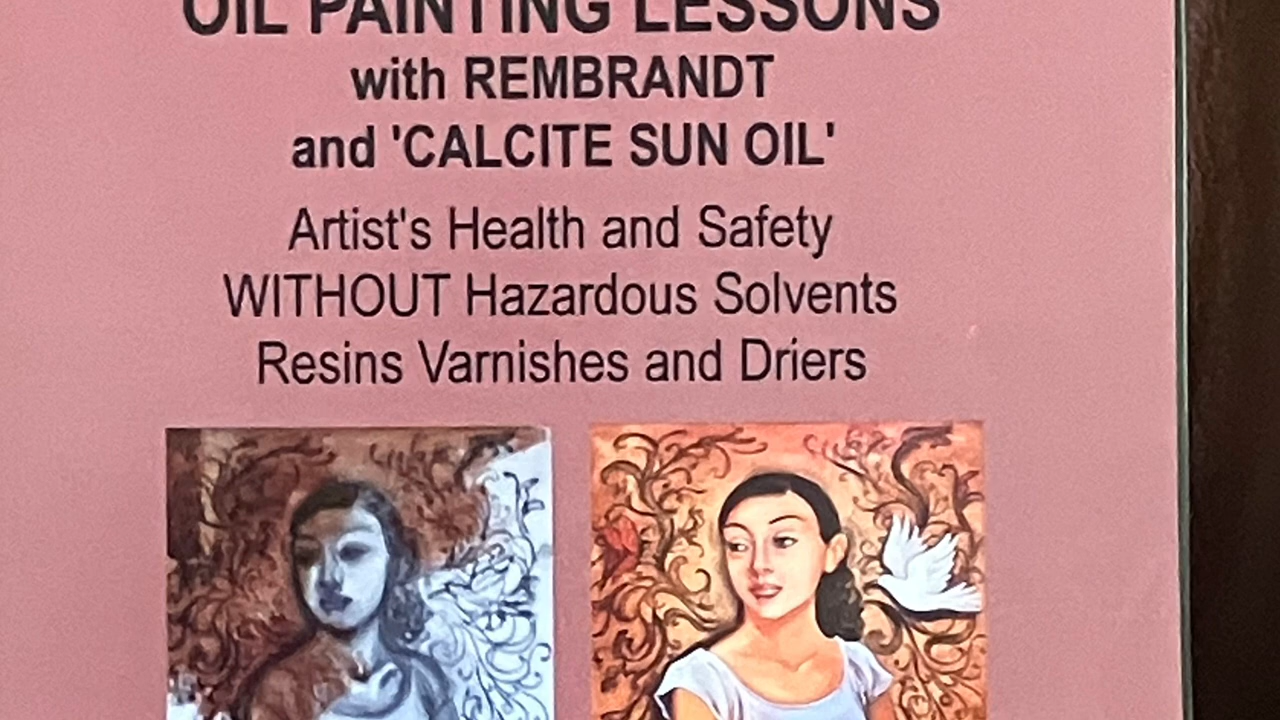 OIL PAINTING LESSONS
with REMBRANDT
and 'CALCITE SUN OIL'
Artist's Health and Safety
WITHOUT Hazardous Solvents
Resins Varnishes and Driers